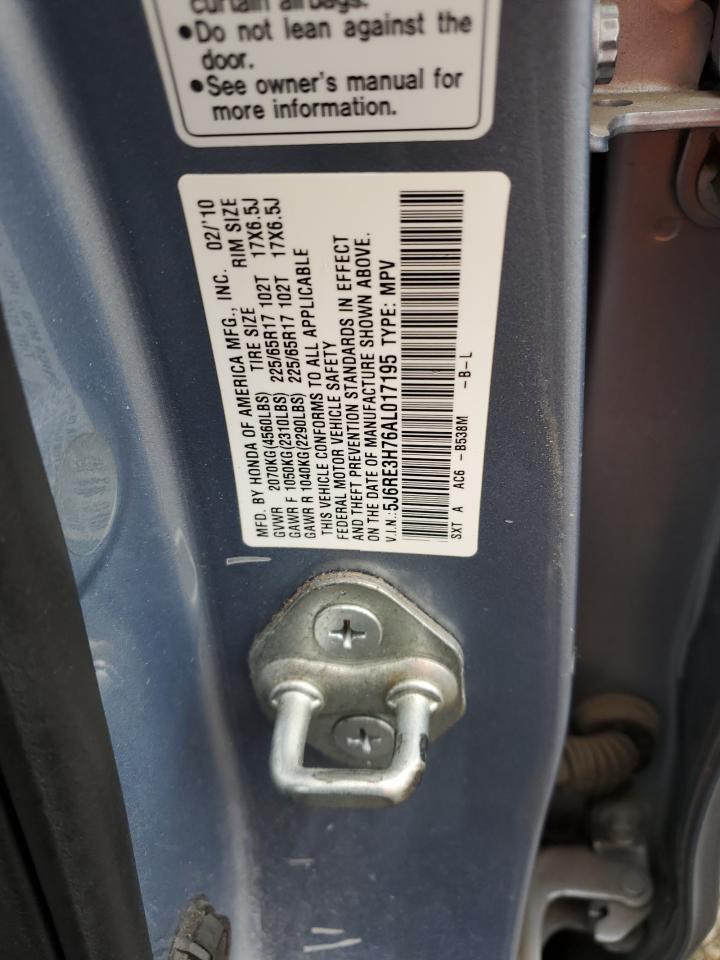 curtain airbags.
●Do not lean against the
door.
●See owner's manual for
more information.
MFD. BY HONDA OF AMERICA MFG., INC. 02/'10
GVWR 2070KG(4560LBS) TIRE SIZE RIM SIZE
GAWR F 1050KG(2310LBS) 225/65R17 102T 17X6.5J
GAWR R 1040KG(2290LBS) 225/65R17 102T 17X6.5J
THIS VEHICLE CONFORMS TO ALL APPLICABLE
FEDERAL MOTOR VEHICLE SAFETY
AND THEFT PREVENTION STANDARDS IN EFFECT
ON THE DATE OF MANUFACTURE SHOWN ABOVE.
V.I.N.: 5J6RE3H76AL017195 TYPE: MPV
SXT A AC6 -B538M -B-L